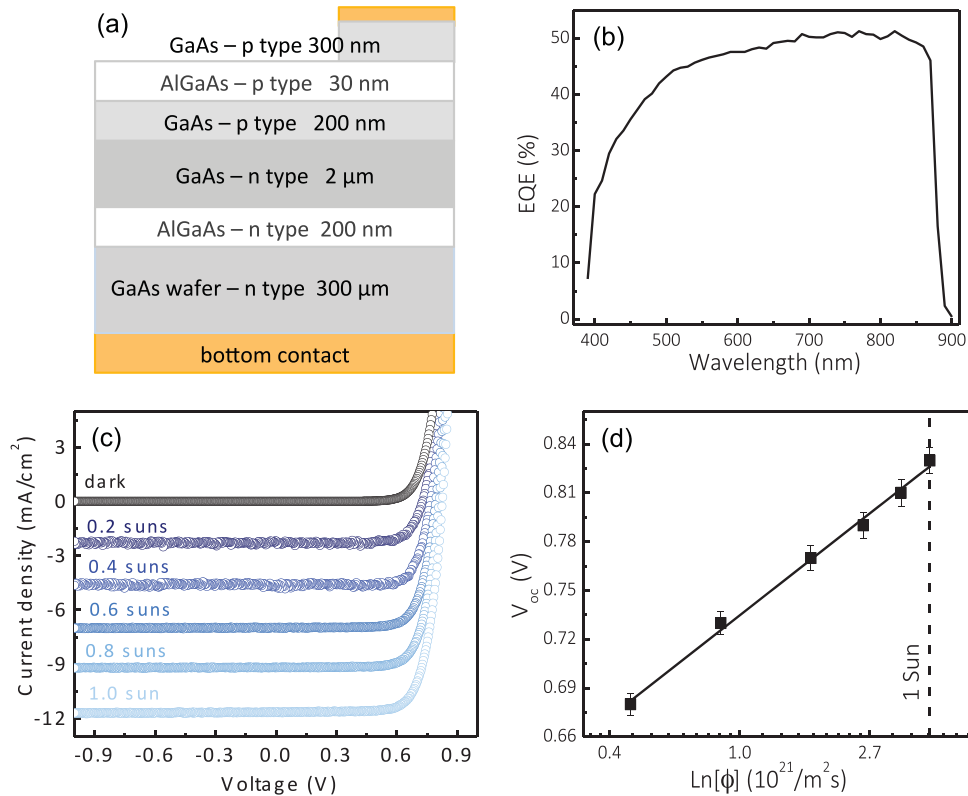 (a)
GaAs – p type 300 nm
AlGaAs – p type 30 nm
GaAs – p type 200 nm
GaAs – n type 2 μm
AlGaAs – n type 200 nm
GaAs wafer – n type 300 μm
bottom contact
(b)
50
40
30
20
10
0
EQE (%)
400 500 600 700 800 900
Wavelength (nm)
(c)
3
0
-3
-6
-9
-12
Current density (mA/cm²)
dark
0.2 suns
0.4 suns
0.6 suns
0.8 suns
1.0 sun
-0.9 -0.6 -0.3 0.0 0.3 0.6 0.9
Voltage (V)
(d)
0.84
0.81
0.79
0.75
0.72
0.69
0.66
V_oc (V)
1 Sun
0.4 1.0 2.7
Ln[ϕ] (10²¹/m²s)